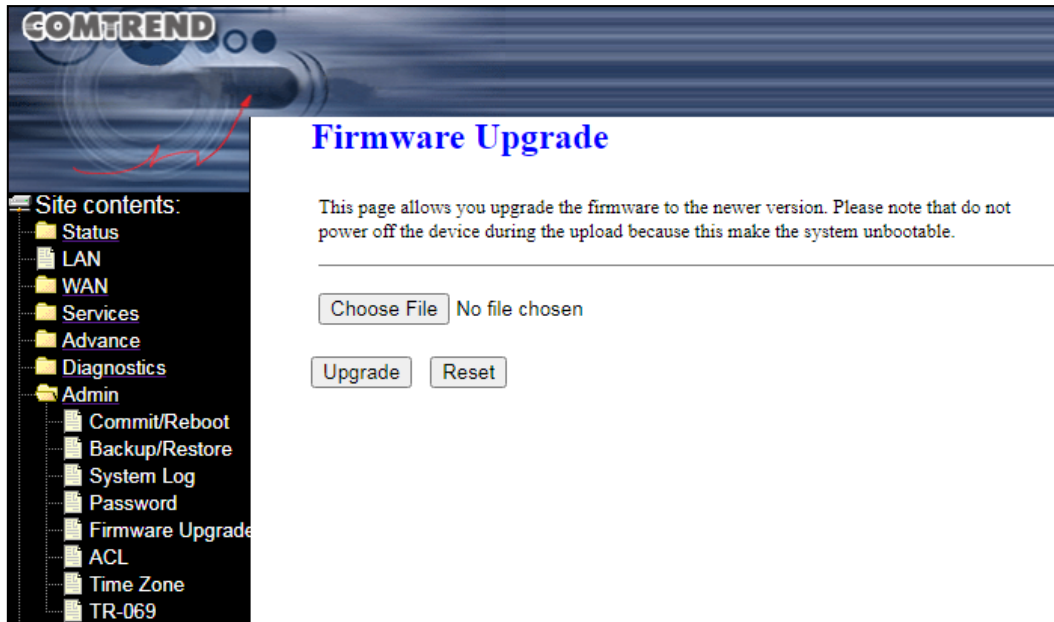 COMTREND
Firmware Upgrade
This page allows you upgrade the firmware to the newer version. Please note that do not
power off the device during the upload because this make the system unbootable.
Choose File No file chosen
Upgrade Reset
Site contents:
Status
LAN
WAN
Services
Advance
Diagnostics
Admin
Commit/Reboot
Backup/Restore
System Log
Password
Firmware Upgrade
ACL
Time Zone
TR-069